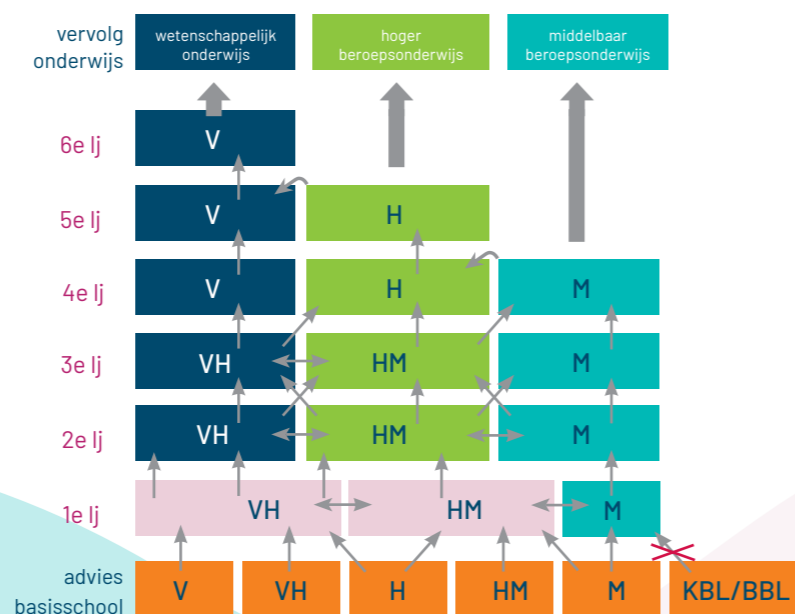 vervolg
onderwijs
wetenschappelijk
onderwijs
hoger
beroepsonderwijs
middelbaar
beroepsonderwijs
6e lj
V
5e lj
V
H
4e lj
V
H
M
3e lj
VH
HM
M
2e lj
VH
HM
M
1e lj
VH
HM
M
advies
basisschool
V
VH
H
HM
M
KBL/BBL